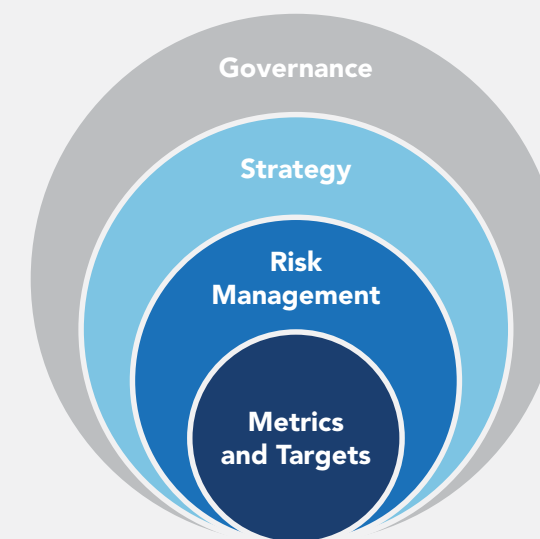 Governance
Strategy
Risk
Management
Metrics
and Targets